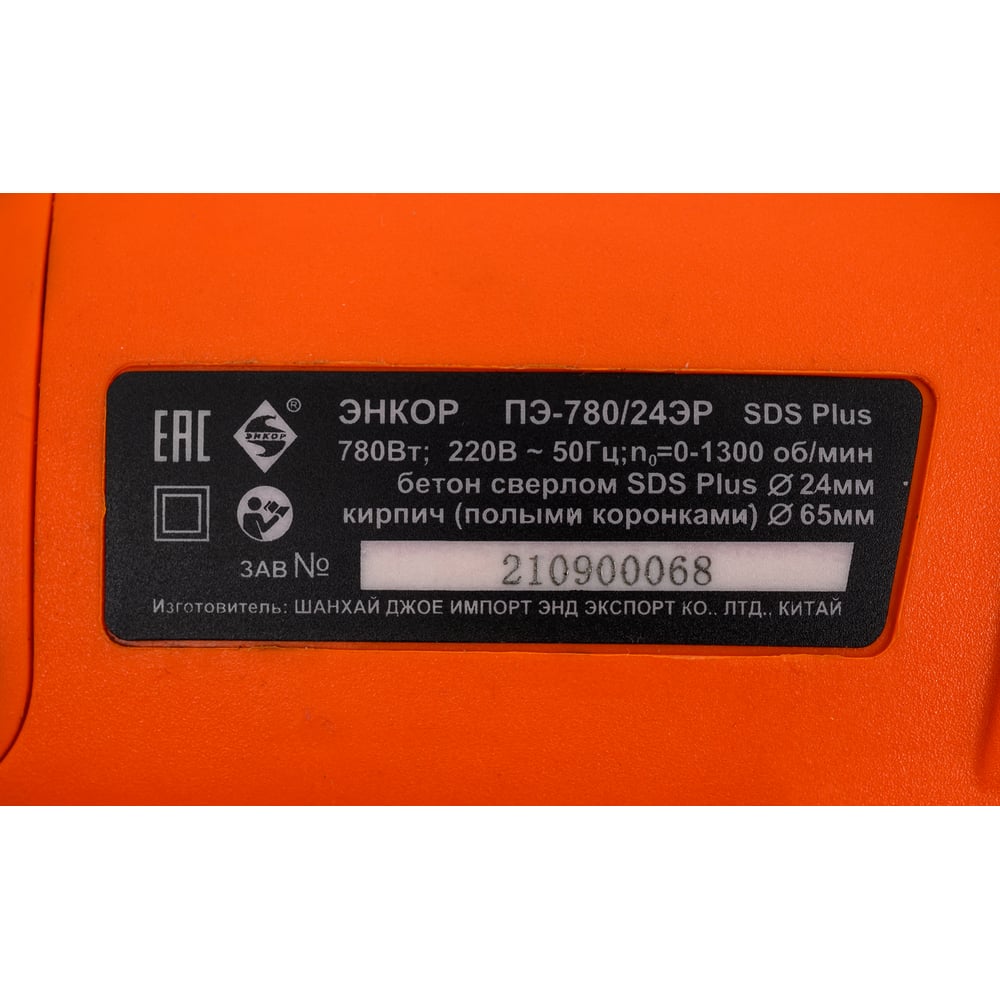 EAC ЭНКОР ® ЭНКОР ПЭ-780/24ЭР SDS Plus
780Вт; 220В ~ 50Гц; n₀=0-1300 об/мин
бетон сверлом SDS Plus Ø 24мм
кирпич (полыми коронками) Ø 65мм
ЗАВ № 210900068
Изготовитель: ШАНХАЙ ДЖОЕ ИМПОРТ ЭНД ЭКСПОРТ КО., ЛТД., КИТАЙ